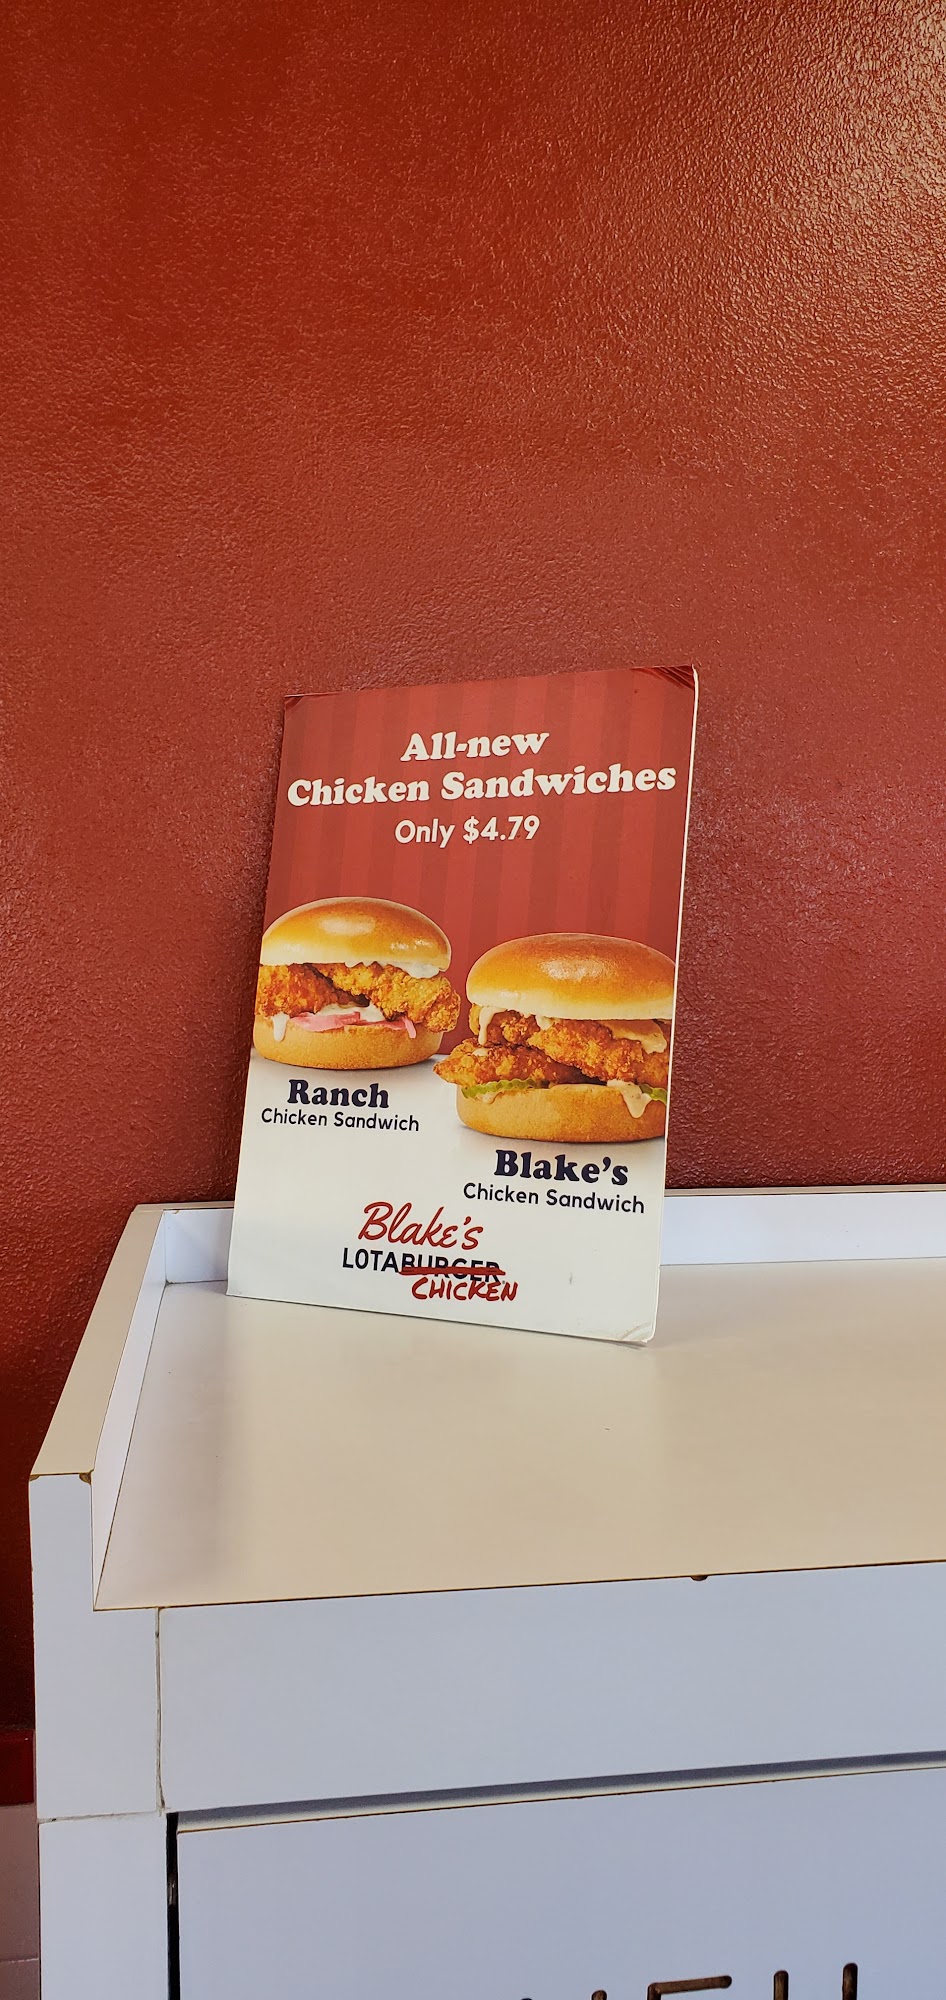 All-new
Chicken Sandwiches
Only $4.79
Ranch
Chicken Sandwich
Blake's
Chicken Sandwich
Blake's
LOTABURGER
CHICKEN